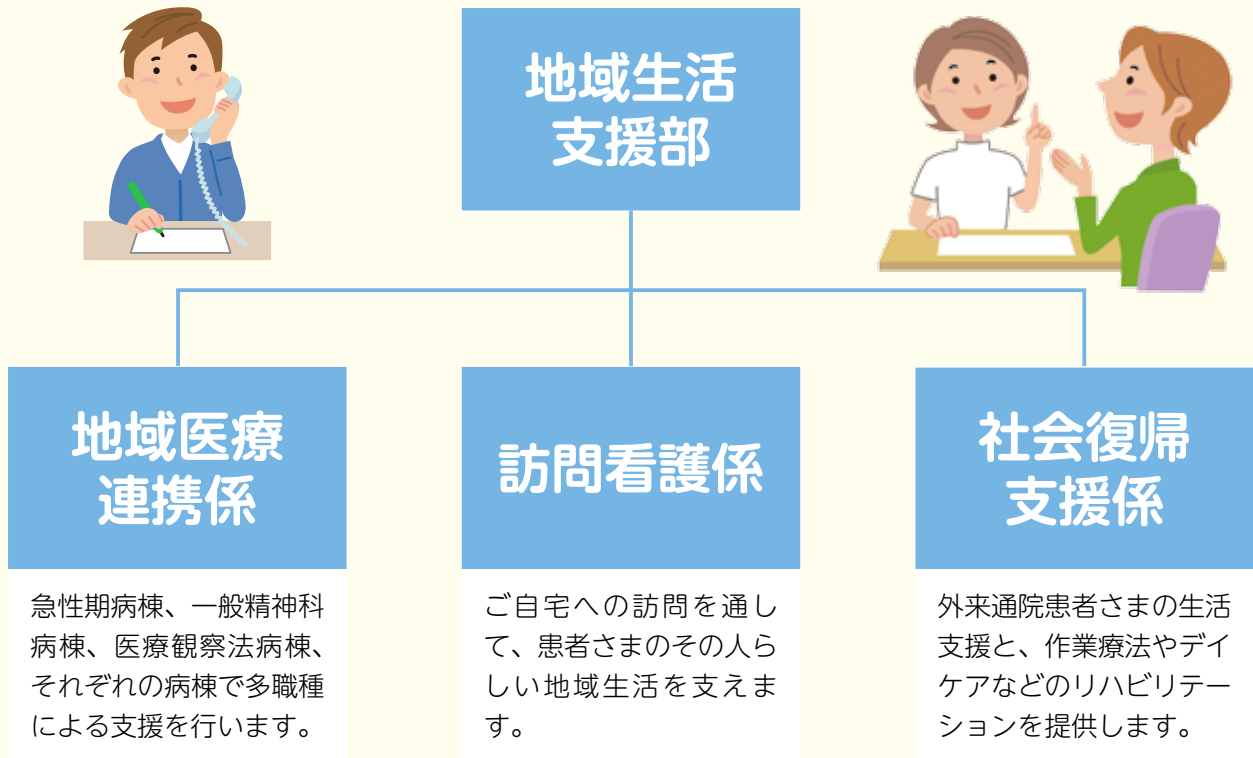 地域生活
支援部
地域医療
連携係
急性期病棟、一般精神科
病棟、医療観察法病棟、
それぞれの病棟で多職種
による支援を行います。
訪問看護係
ご自宅への訪問を通し
て、患者さまのその人ら
しい地域生活を支えま
す。
社会復帰
支援係
外来通院患者さまの生活
支援と、作業療法やデイ
ケアなどのリハビリテー
ションを提供します。